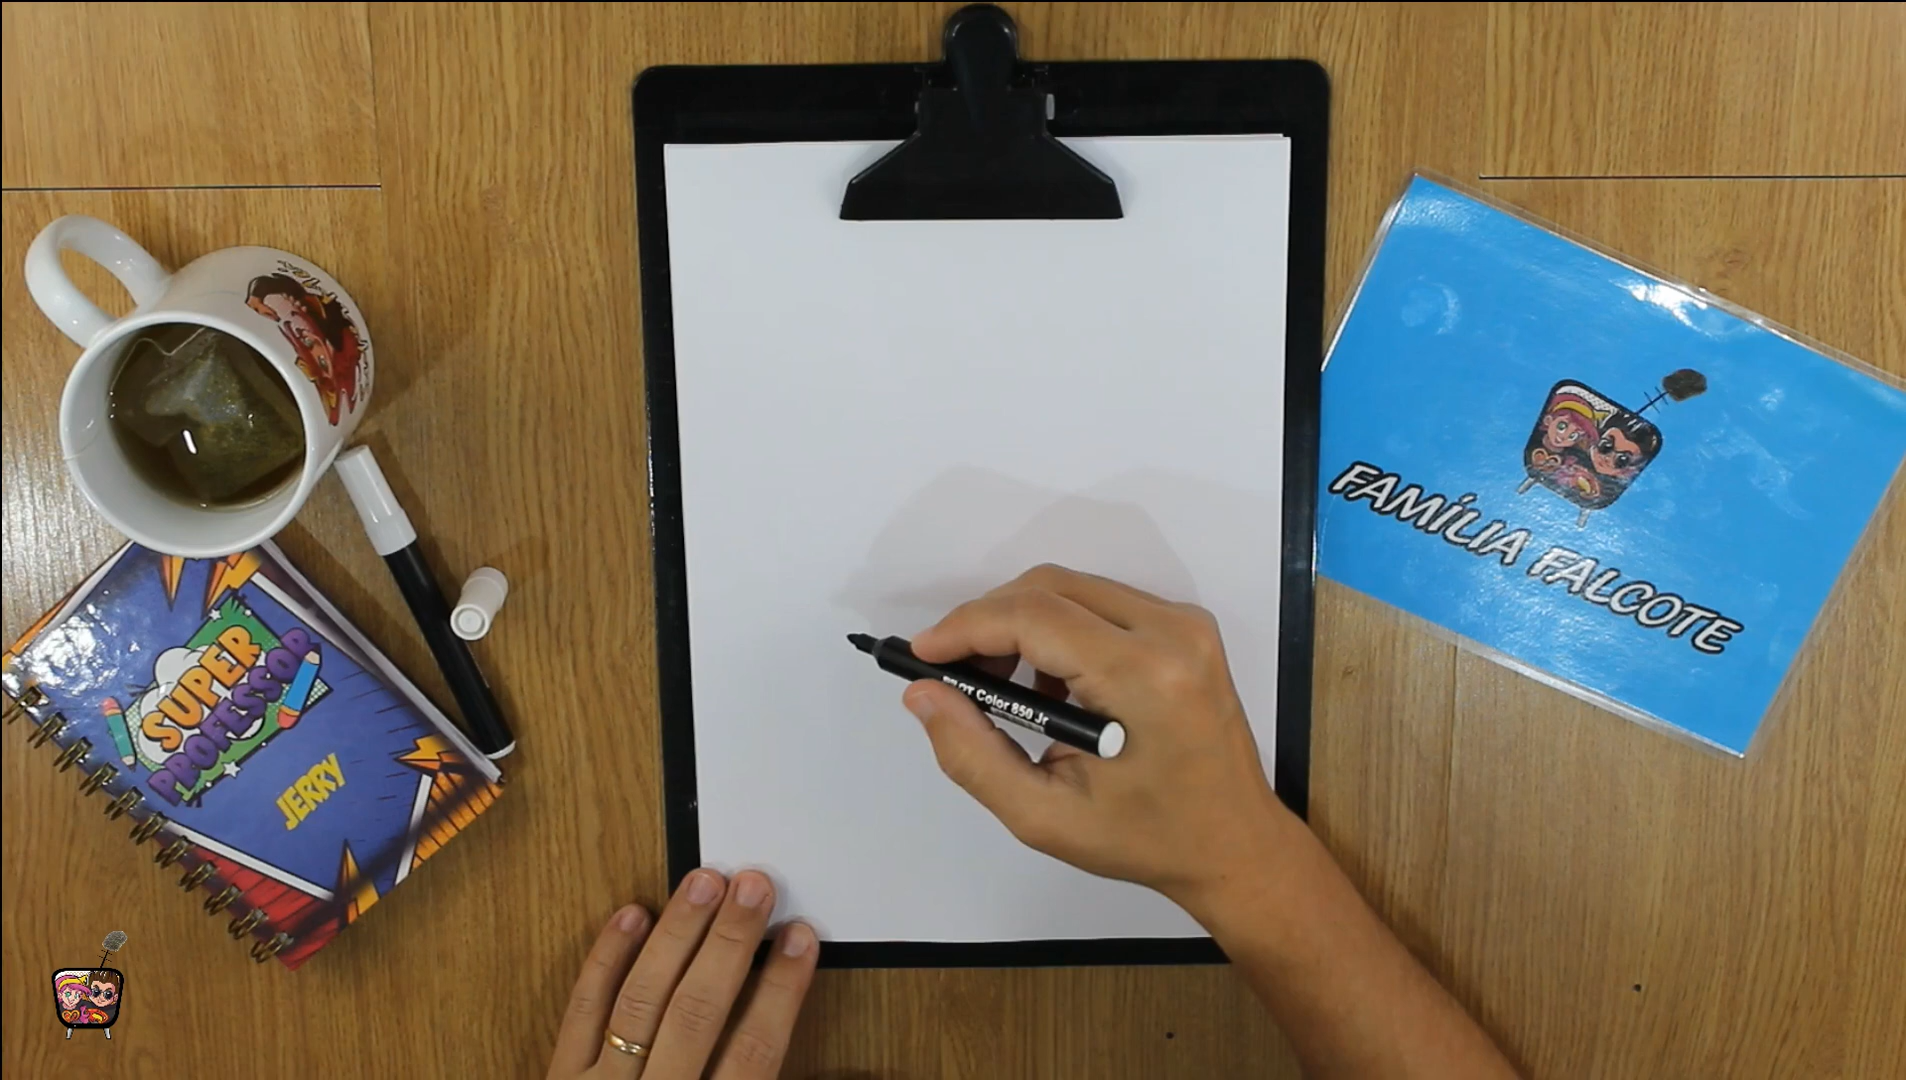 SUPER
PROFESSOR
JERRY
PILOT Color 850 Jr
FAMÍLIA FALCOTE